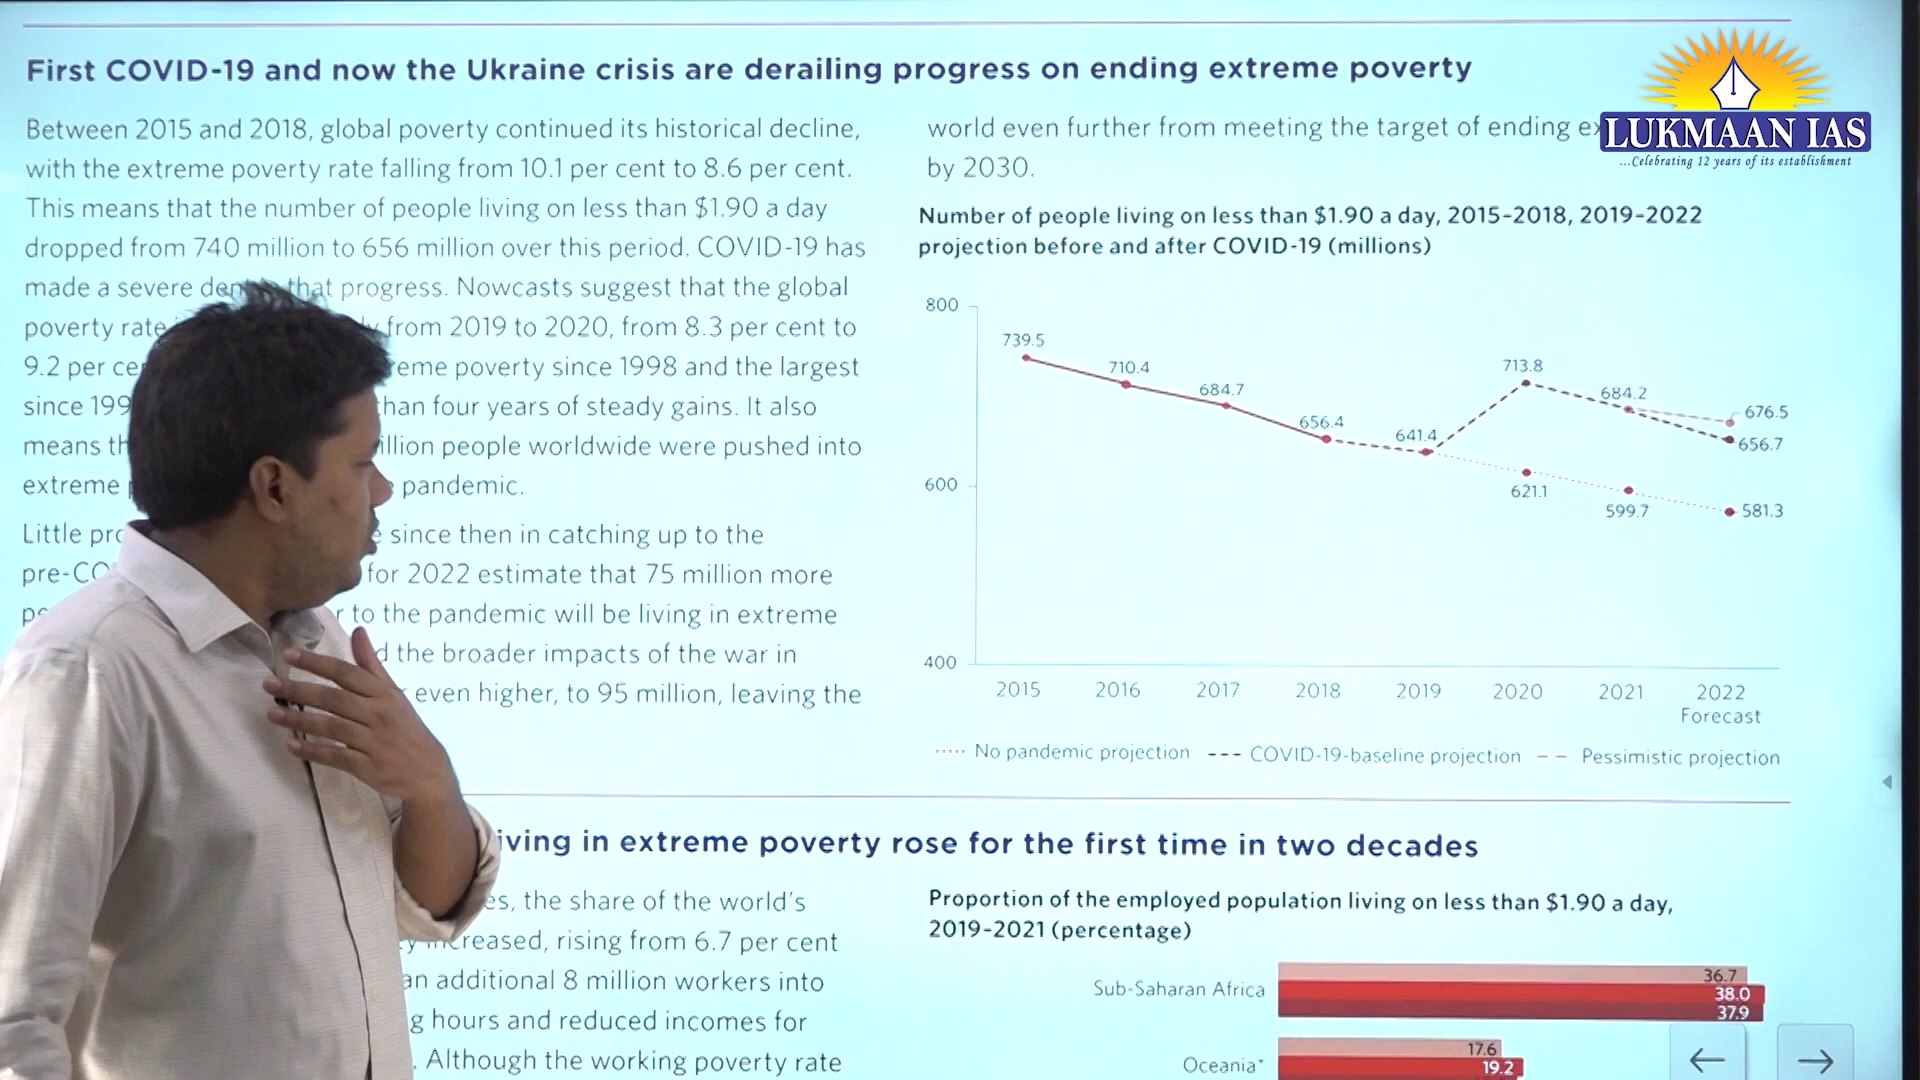 First COVID-19 and now the Ukraine crisis are derailing progress on ending extreme poverty
Between 2015 and 2018, global poverty continued its historical decline,
with the extreme poverty rate falling from 10.1 per cent to 8.6 per cent.
This means that the number of people living on less than $1.90 a day
dropped from 740 million to 656 million over this period. COVID-19 has
made a severe that progress. Nowcasts suggest that the global
poverty rate from 2019 to 2020, from 8.3 per cent to
9.2 per poverty since 1998 and the largest
since four years of steady gains. It also
means people worldwide were pushed into
extreme pandemic.
Little since then in catching up to the
for 2022 estimate that 75 million more
to the pandemic will be living in extreme
the broader impacts of the war in
even higher, to 95 million, leaving the
world even further from meeting the target of ending
by 2030.
LUKMAAN IAS
...Celebrating 12 years of its establishment
Number of people living on less than $1.90 a day, 2015-2018, 2019-2022
projection before and after COVID-19 (millions)
800
600
400
739.5
710.4
684.7
656.4
641.4
713.8
684.2
676.5
656.7
621.1
599.7
581.3
2015 2016 2017 2018 2019 2020 2021 2022
Forecast
..... No pandemic projection --- COVID-19-baseline projection – – Pessimistic projection
living in extreme poverty rose for the first time in two decades
the share of the world's
increased, rising from 6.7 per cent
an additional 8 million workers into
hours and reduced incomes for
. Although the working poverty rate
Proportion of the employed population living on less than $1.90 a day,
2019-2021 (percentage)
Sub-Saharan Africa
36.7
38.0
37.9
Oceania*
17.6
19.2